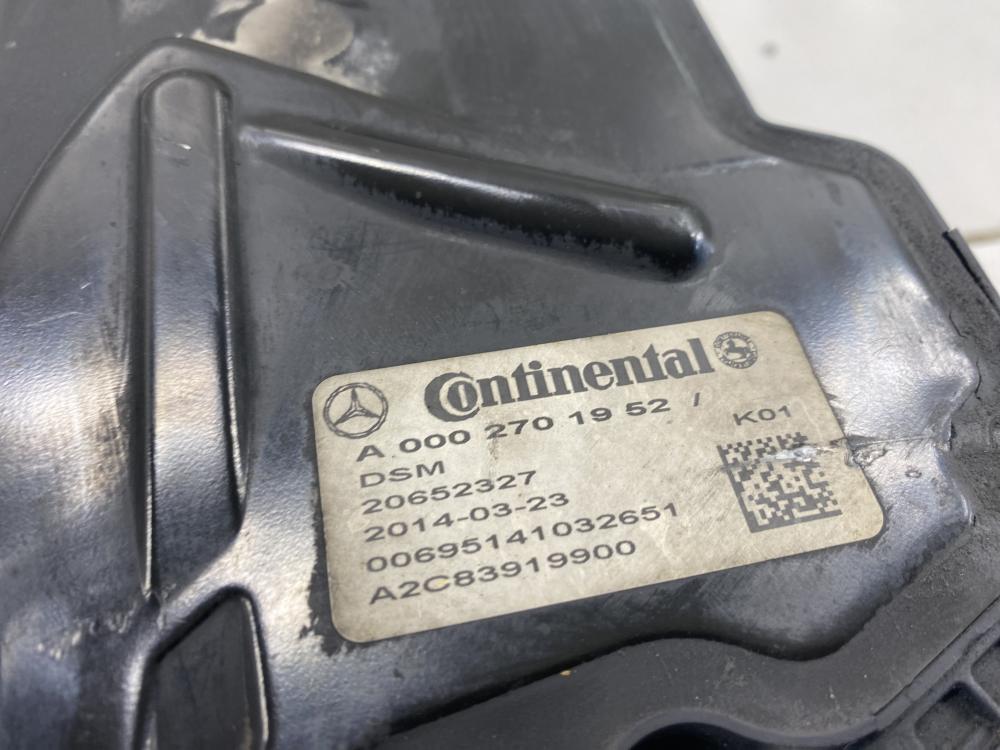 Continental
A 000 270 19 52 /
K01
DSM
20652327
2014-03-23
00695141032651
A2C83919900